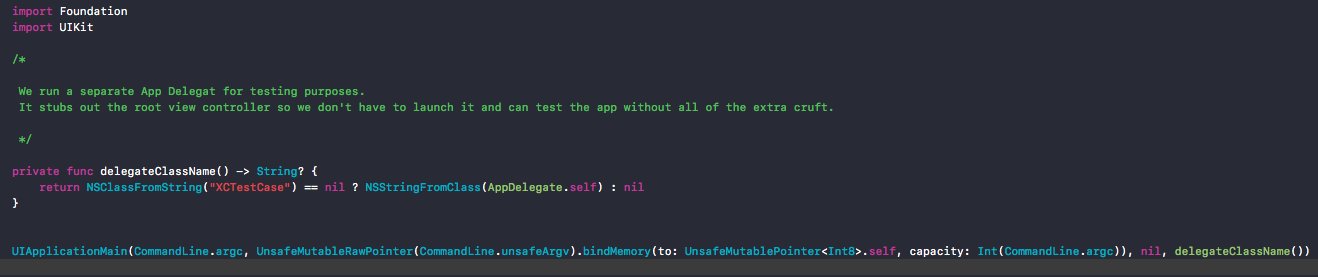 import Foundation
import UIKit
/*
We run a separate App Delegat for testing purposes.
It stubs out the root view controller so we don't have to launch it and can test the app without all of the extra cruft.
*/
private func delegateClassName() -> String? {
return NSClassFromString("XCTestCase") == nil ? NSStringFromClass(AppDelegate.self) : nil
}
UIApplicationMain(CommandLine.argc, UnsafeMutableRawPointer(CommandLine.unsafeArgv).bindMemory(to: UnsafeMutablePointer<Int8>.self, capacity: Int(CommandLine.argc)), nil, delegateClassName())